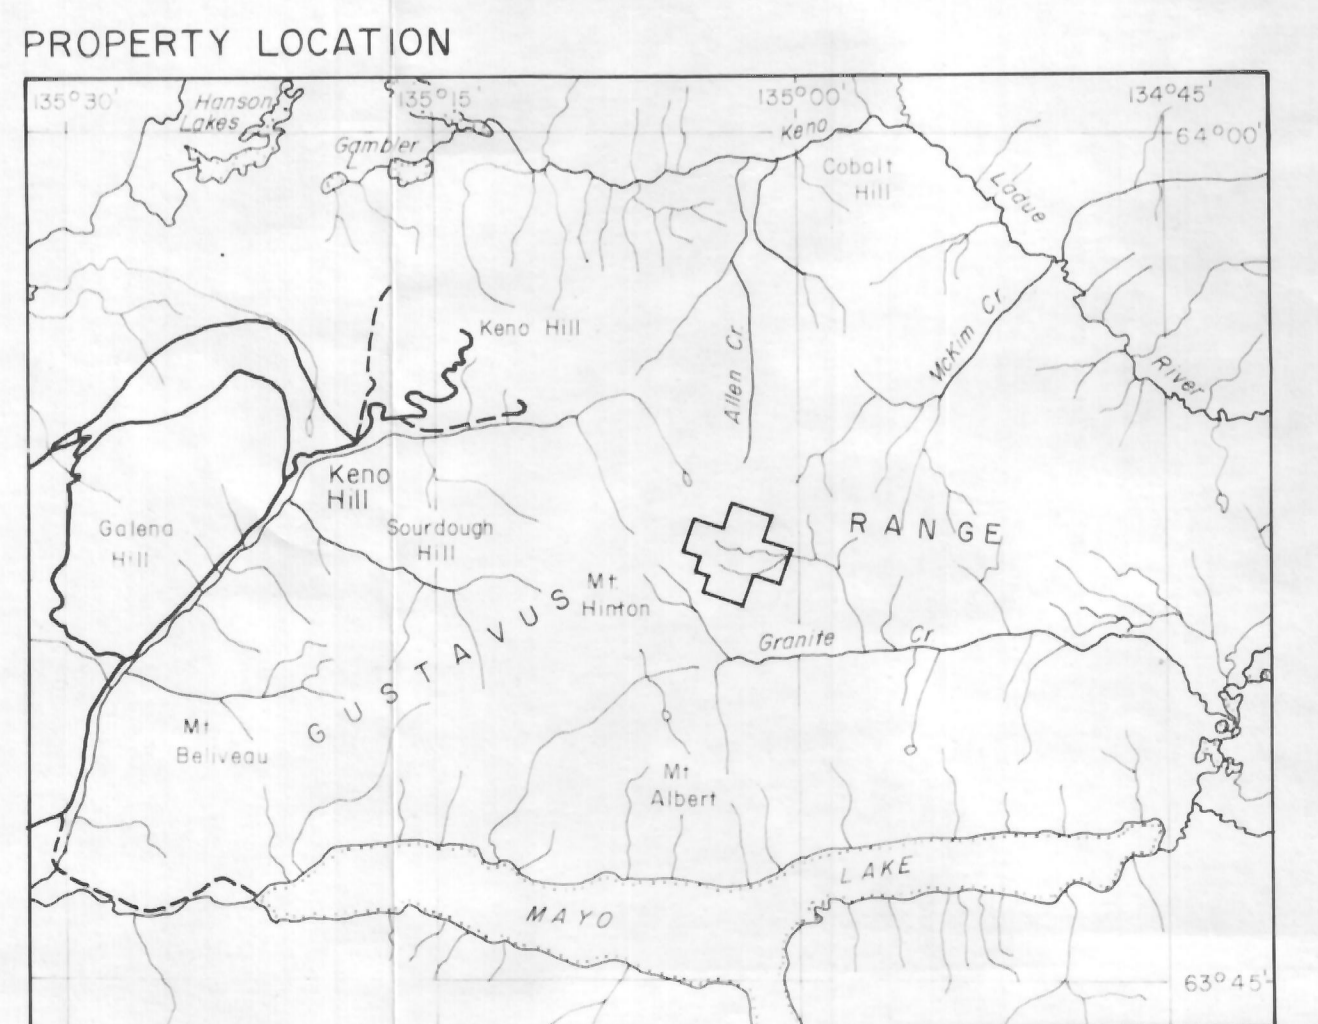 PROPERTY LOCATION
135°30'
Hanson
Lakes
135°15'
135°00'
134°45'
64°00'
Gambler
L
Keno
Ladue
River
Cobalt
Hill
Keno Hill
Allen Cr.
McKim Cr
Keno
Hill
Galena
Hill
Sourdough
Hill
GUSTAVUS
RANGE
Mt.
Hinton
Granite Cr
Mt.
Beliveau
Mt
Albert
MAYO
LAKE
63°45'